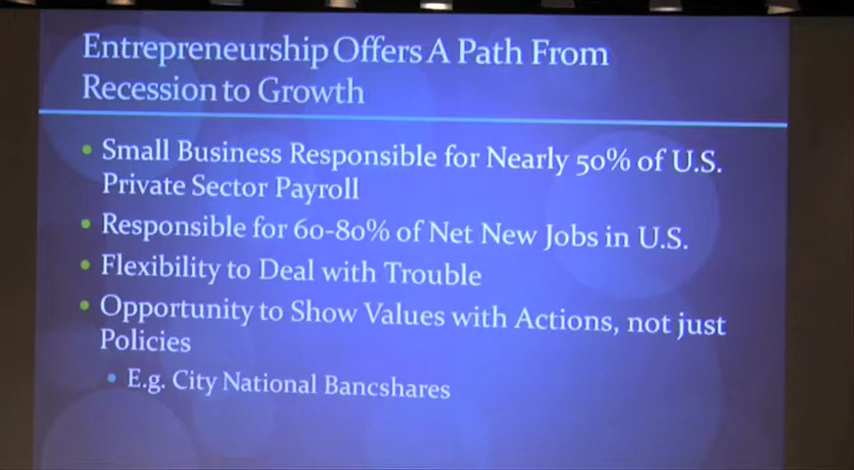 Entrepreneurship Offers A Path From
Recession to Growth
• Small Business Responsible for Nearly 50% of U.S.
Private Sector Payroll
• Responsible for 60-80% of Net New Jobs in U.S.
• Flexibility to Deal with Trouble
• Opportunity to Show Values with Actions, not just
Policies
• E.g. City National Bancshares